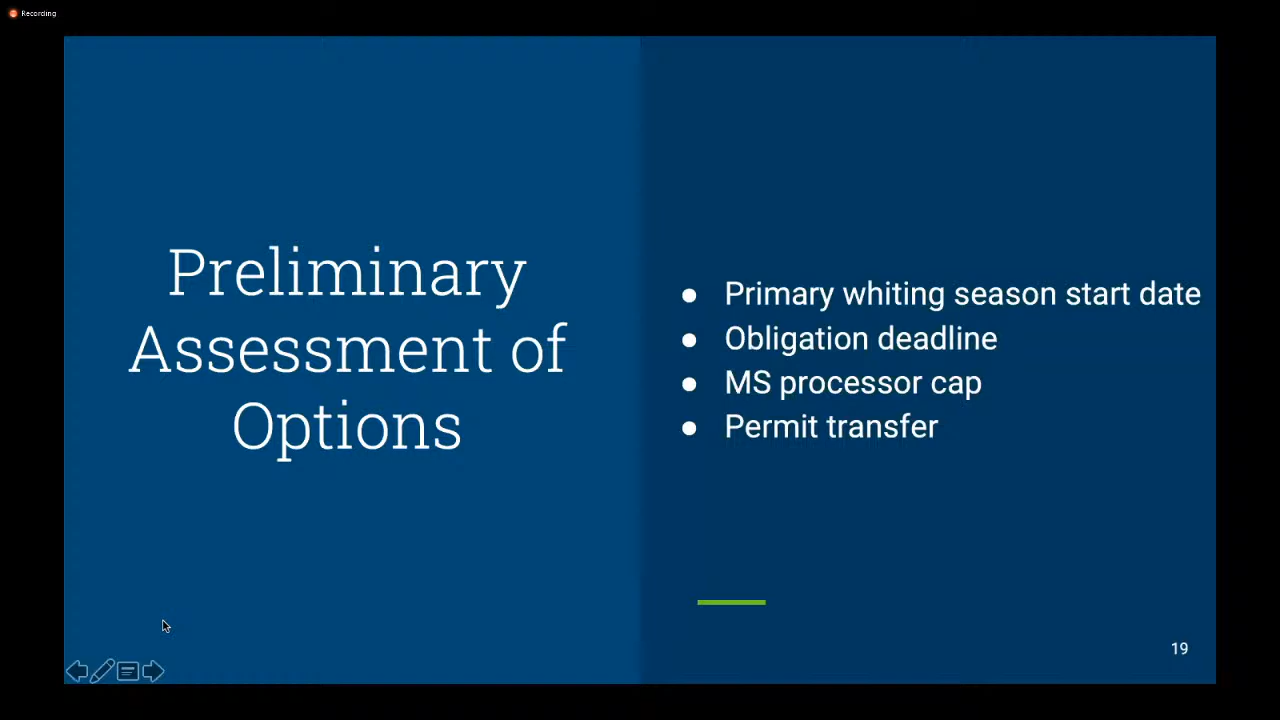 Recording
Preliminary
Assessment of
Options
● Primary whiting season start date
● Obligation deadline
● MS processor cap
● Permit transfer
19